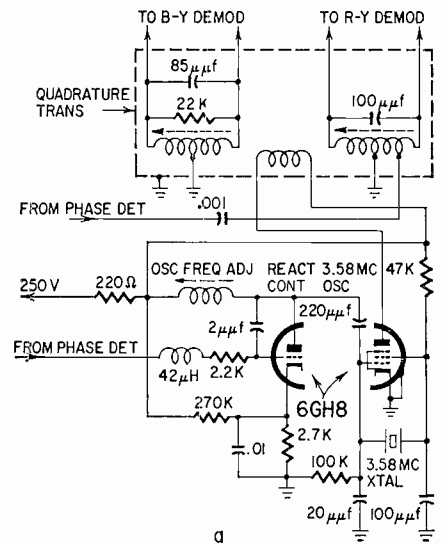 TO B-Y DEMOD
TO R-Y DEMOD
85μμf
22 K
100μμf
QUADRATURE
TRANS
.001
FROM PHASE DET
250 V
220Ω
OSC FREQ ADJ
REACT
CONT
3.58MC
OSC
47K
220μμf
2μμf
FROM PHASE DET
42μH
2.2K
6GH8
270K
.01
2.7K
100K
3.58MC
XTAL
20μμf
100μμf
a